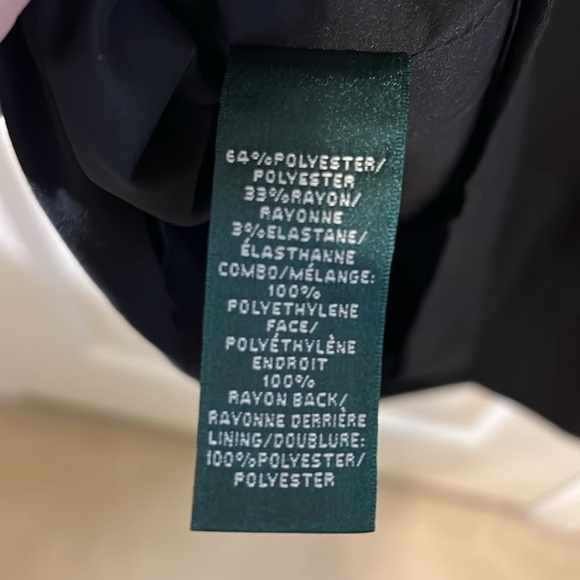 64%POLYESTER/
POLYESTER
33%RAYON/
RAYONNE
3%ELASTANE/
ÉLASTHANNE
COMBO/MÉLANGE:
100%
POLYETHYLENE
FACE/
POLYÉTHYLÈNE
ENDROIT
100%
RAYON BACK/
RAYONNE DERRIÈRE
LINING/DOUBLURE:
100%POLYESTER/
POLYESTER